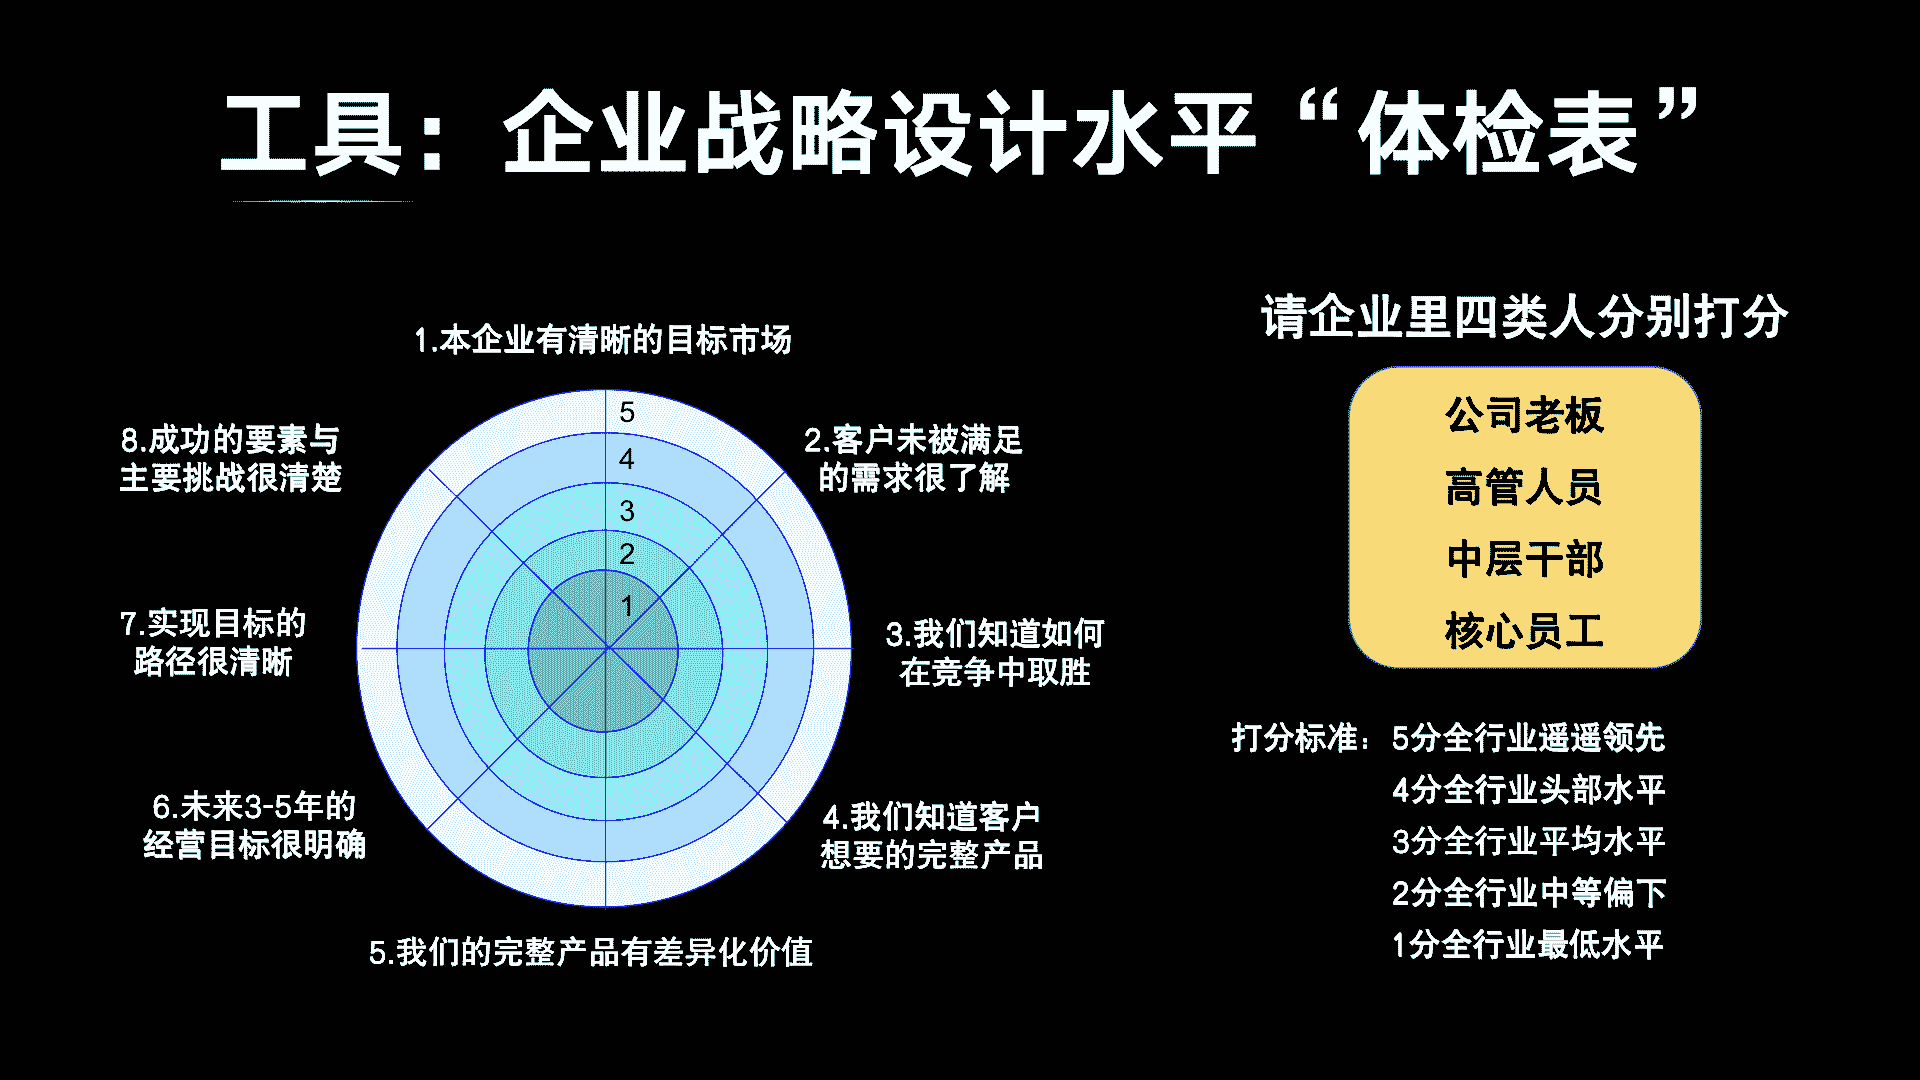 工具：企业战略设计水平“体检表”
1.本企业有清晰的目标市场
2.客户未被满足
的需求很了解
3.我们知道如何
在竞争中取胜
4.我们知道客户
想要的完整产品
5.我们的完整产品有差异化价值
6.未来3-5年的
经营目标很明确
7.实现目标的
路径很清晰
8.成功的要素与
主要挑战很清楚
5
4
3
2
1
请企业里四类人分别打分
公司老板
高管人员
中层干部
核心员工
打分标准：5分全行业遥遥领先
4分全行业头部水平
3分全行业平均水平
2分全行业中等偏下
1分全行业最低水平